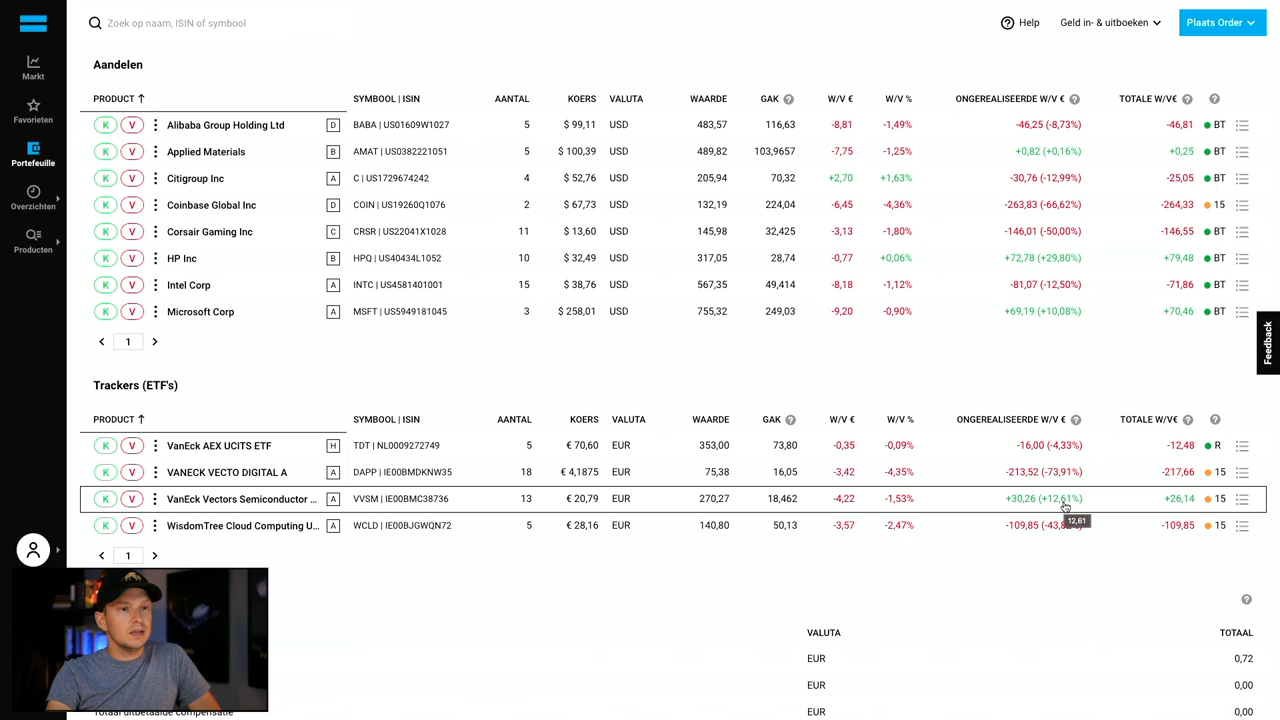 Zoek op naam, ISIN of symbool
Help
Geld in- & uitboeken
Plaats Order
Markt
Favorieten
Portefeuille
Overzichten
Producten
Aandelen
PRODUCT SYMBOOL | ISIN AANTAL KOERS VALUTA WAARDE GAK W/V € W/V % ONGEREALISEERDE W/V € TOTALE W/V€
K V Alibaba Group Holding Ltd D BABA | US01609W1027 5 $ 99,11 USD 483,57 116,63 -8,81 -1,49% -46,25 (-8,73%) -46,81 BT
K V Applied Materials B AMAT | US0382221051 5 $ 100,39 USD 489,82 103,9657 -7,75 -1,25% +0,82 (+0,16%) +0,25 BT
K V Citigroup Inc A C | US1729674242 4 $ 52,76 USD 205,94 70,32 +2,70 +1,63% -30,76 (-12,99%) -25,05 BT
K V Coinbase Global Inc D COIN | US19260Q1076 2 $ 67,73 USD 132,19 224,04 -6,45 -4,36% -263,83 (-66,62%) -264,33 15
K V Corsair Gaming Inc C CRSR | US22041X1028 11 $ 13,60 USD 145,98 32,425 -3,13 -1,80% -146,01 (-50,00%) -146,55 BT
K V HP Inc B HPQ | US40434L1052 10 $ 32,49 USD 317,05 28,74 -0,77 +0,06% +72,78 (+29,80%) +79,48 BT
K V Intel Corp A INTC | US4581401001 15 $ 38,76 USD 567,35 49,414 -8,18 -1,12% -81,07 (-12,50%) -71,86 BT
K V Microsoft Corp A MSFT | US5949181045 3 $ 258,01 USD 755,32 249,03 -9,20 -0,90% +69,19 (+10,08%) +70,46 BT
1
Feedback
Trackers (ETF's)
PRODUCT SYMBOOL | ISIN AANTAL KOERS VALUTA WAARDE GAK W/V € W/V % ONGEREALISEERDE W/V € TOTALE W/V€
K V VanEck AEX UCITS ETF H TDT | NL0009272749 5 € 70,60 EUR 353,00 73,80 -0,35 -0,09% -16,00 (-4,33%) -12,48 R
K V VANECK VECTO DIGITAL A A DAPP | IE00BMDKNW35 18 € 4,1875 EUR 75,38 16,05 -3,42 -4,35% -213,52 (-73,91%) -217,66 15
K V VanEck Vectors Semiconductor ... A VVSM | IE00BMC38736 13 € 20,79 EUR 270,27 18,462 -4,22 -1,53% +30,26 (+12,61%) +26,14 15
12,61
K V WisdomTree Cloud Computing U... A WCLD | IE00BJGWQN72 5 € 28,16 EUR 140,80 50,13 -3,57 -2,47% -109,85 -109,85 15
1
VALUTA TOTAAL
EUR 0,72
EUR 0,00
Totaal uitbetaalde compensatie EUR 0,00